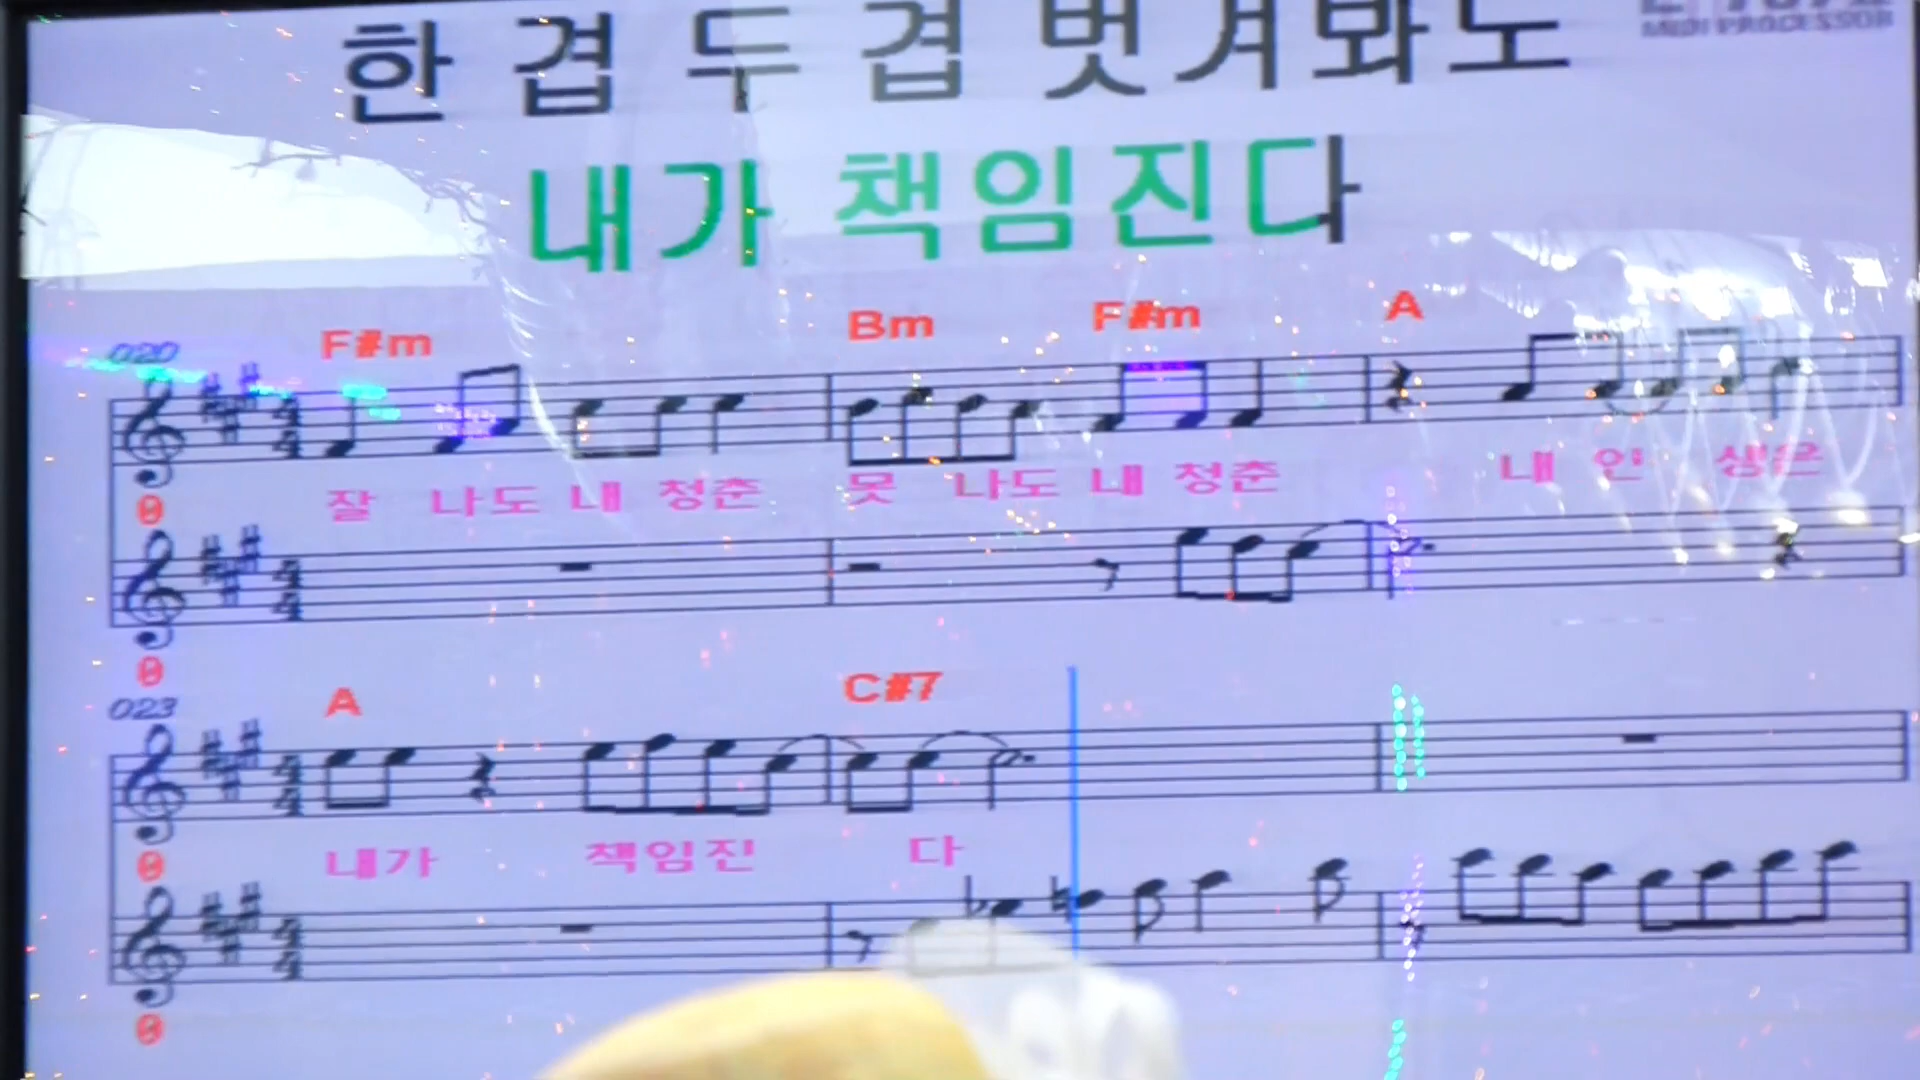 한 겹 두 겹 벗겨봐도
MIDI PROCESSOR
내가 책임진다
F#m Bm F#m A
020
잘 나도 내 청춘 못 나도 내 청춘 내 인 생은
0
0
A C#7
023
내가 책임진 다
0
0